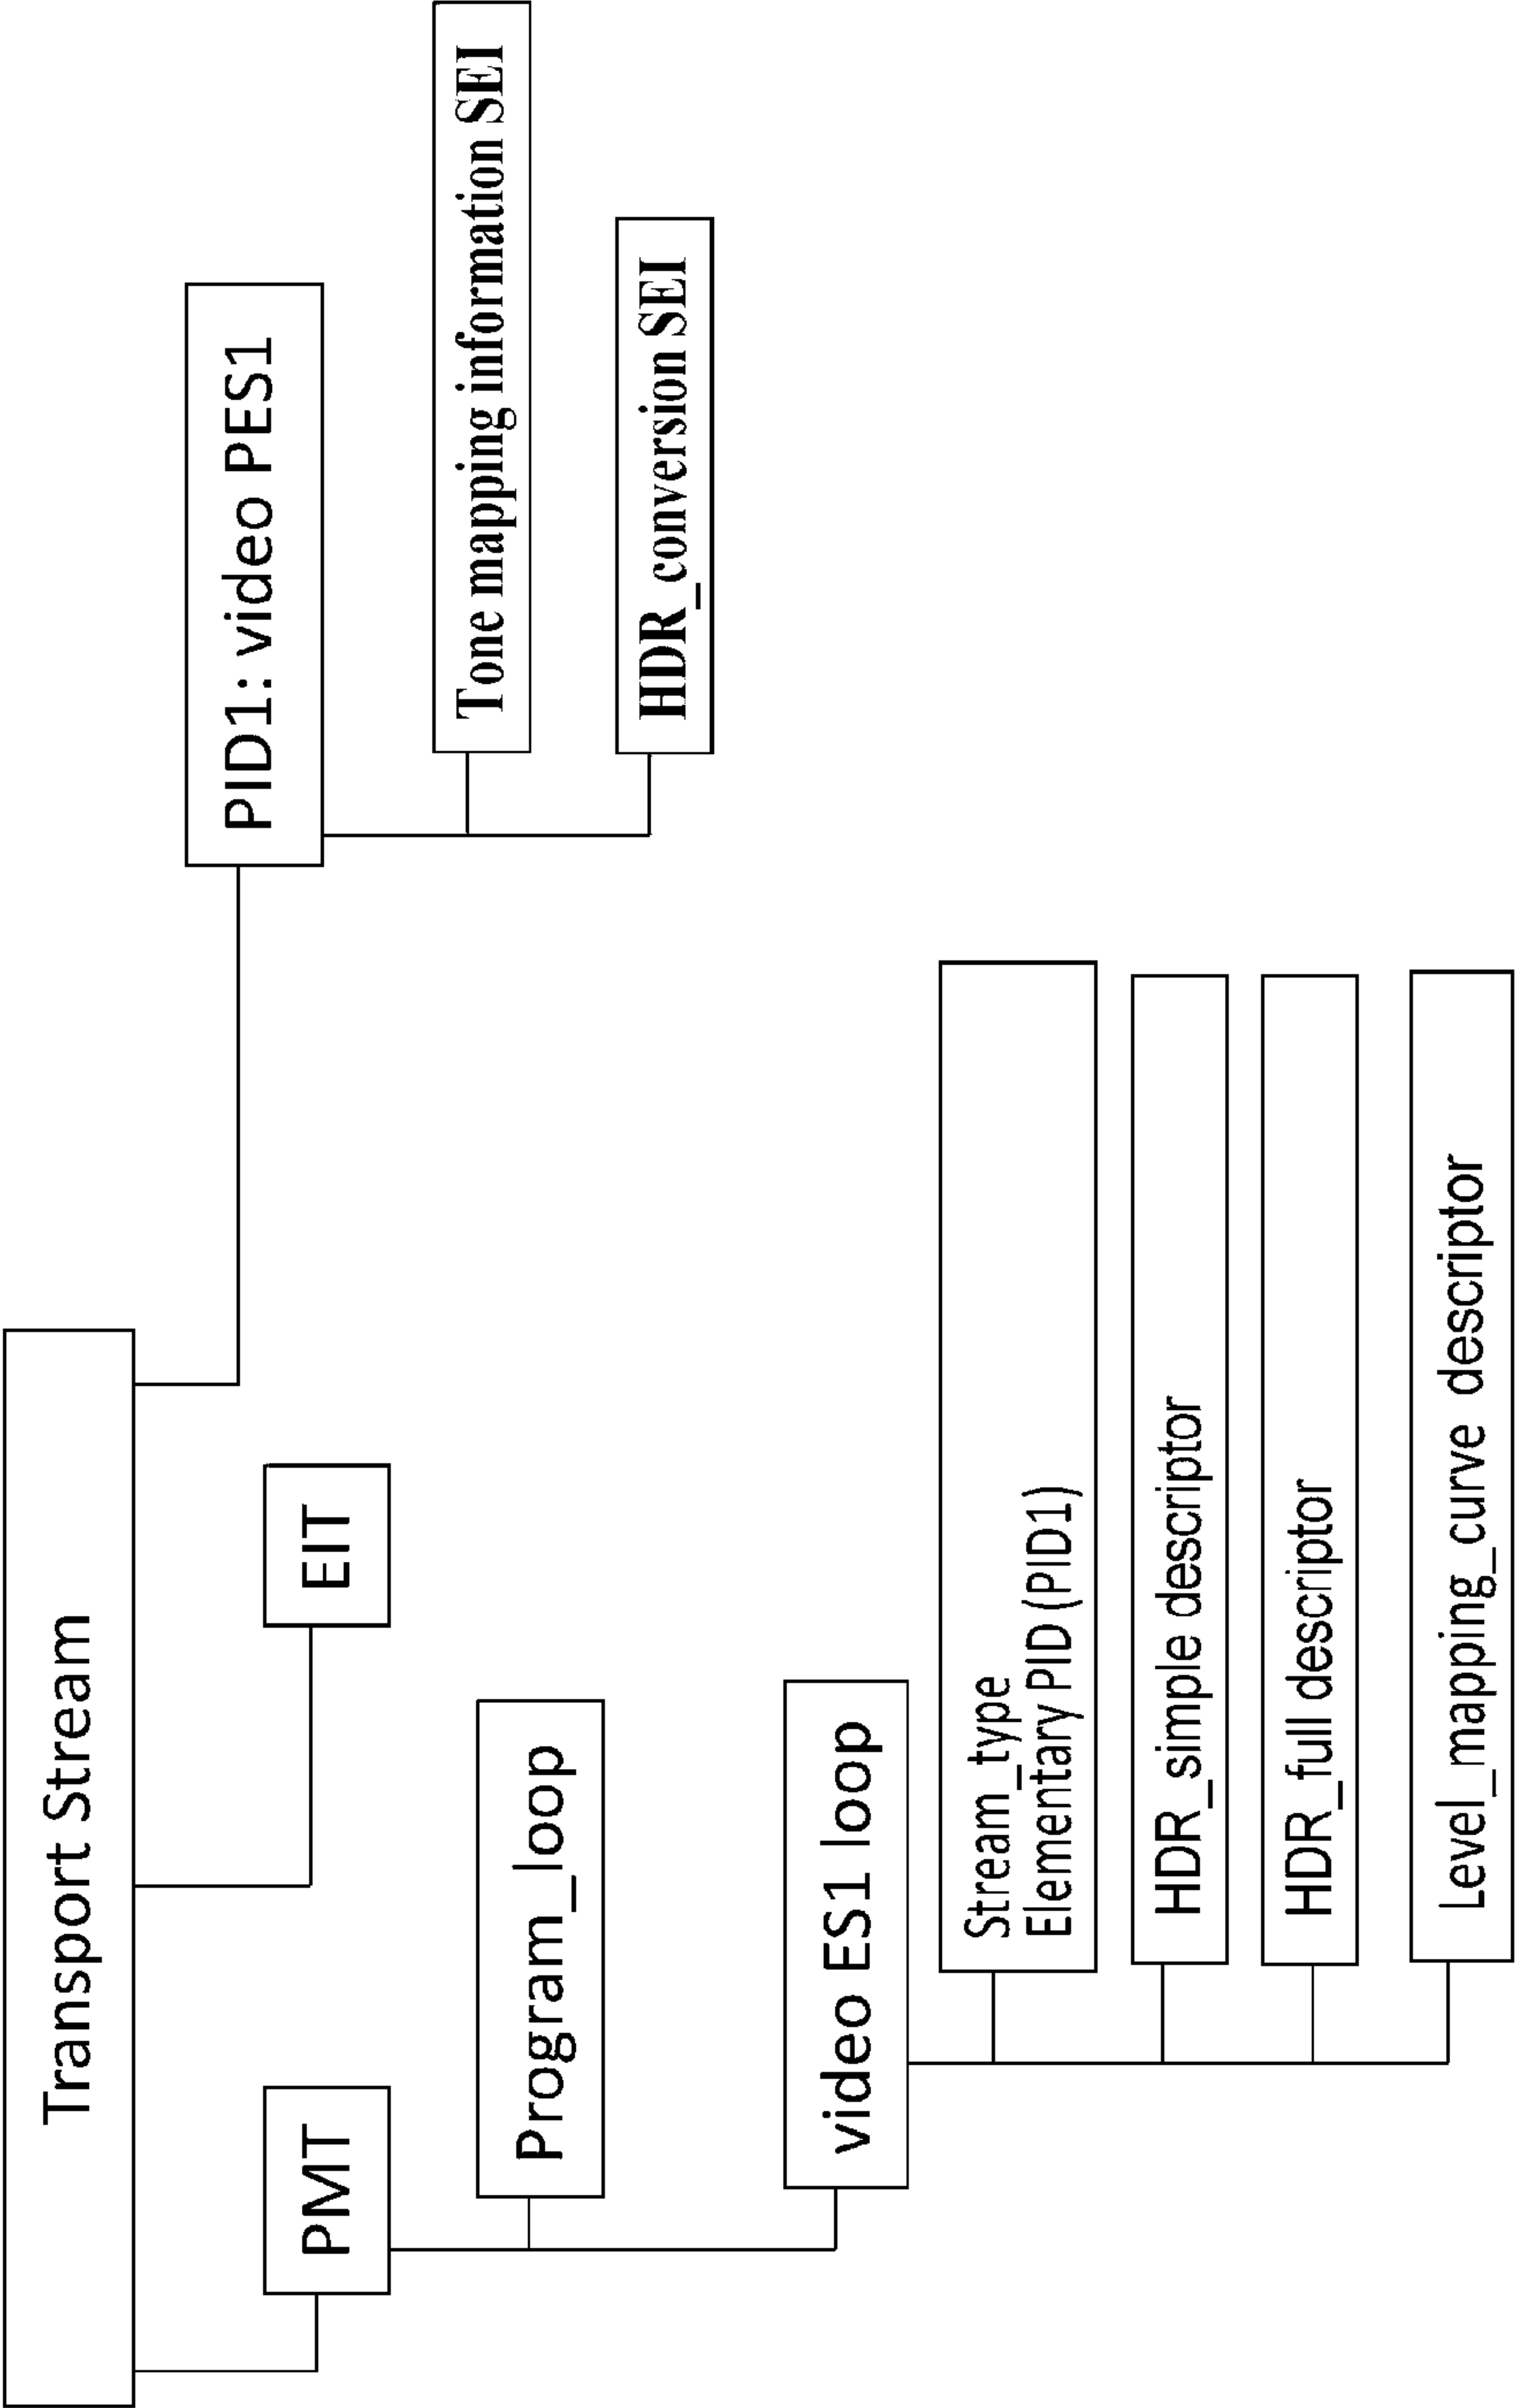 Transport Stream
PMT
Program_loop
video ES1 loop
Stream_type
Elementary PID (PID1)
HDR_simple descriptor
HDR_full descriptor
Level_mapping_curve descriptor
EIT
PID1: video PES1
Tone mapping information SEI
HDR_conversion SEI